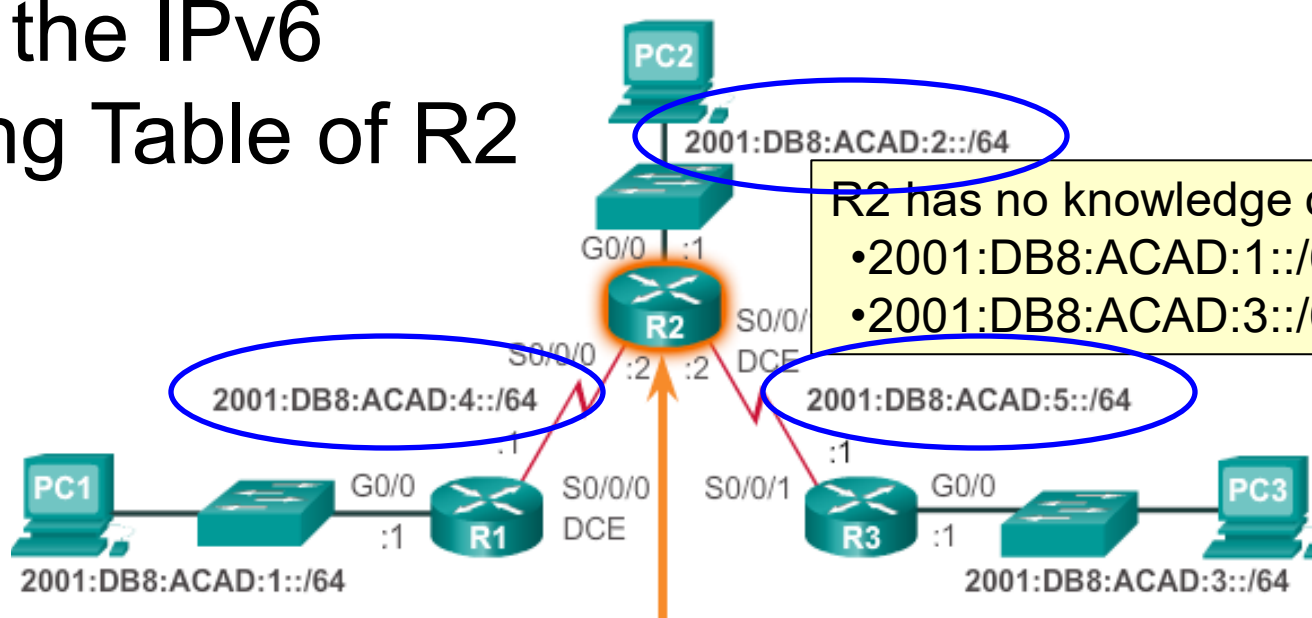 the IPv6
ng Table of R2
PC2
2001:DB8:ACAD:2::/64
R2 has no knowledge
•2001:DB8:ACAD:1::/
•2001:DB8:ACAD:3::/
G0/0 :1
R2
S0/0/
DCE
S0/0/0
:2 :2
2001:DB8:ACAD:4::/64
2001:DB8:ACAD:5::/64
:1
:1
PC1
G0/0
:1
R1
S0/0/0
DCE
S0/0/1
R3
G0/0
:1
PC3
2001:DB8:ACAD:1::/64
2001:DB8:ACAD:3::/64